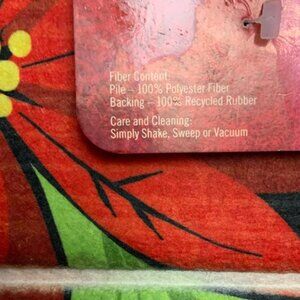 Fiber Content:
Pile – 100% Polyester Fiber
Backing – 100% Recycled Rubber
Care and Cleaning:
Simply Shake, Sweep or Vacuum